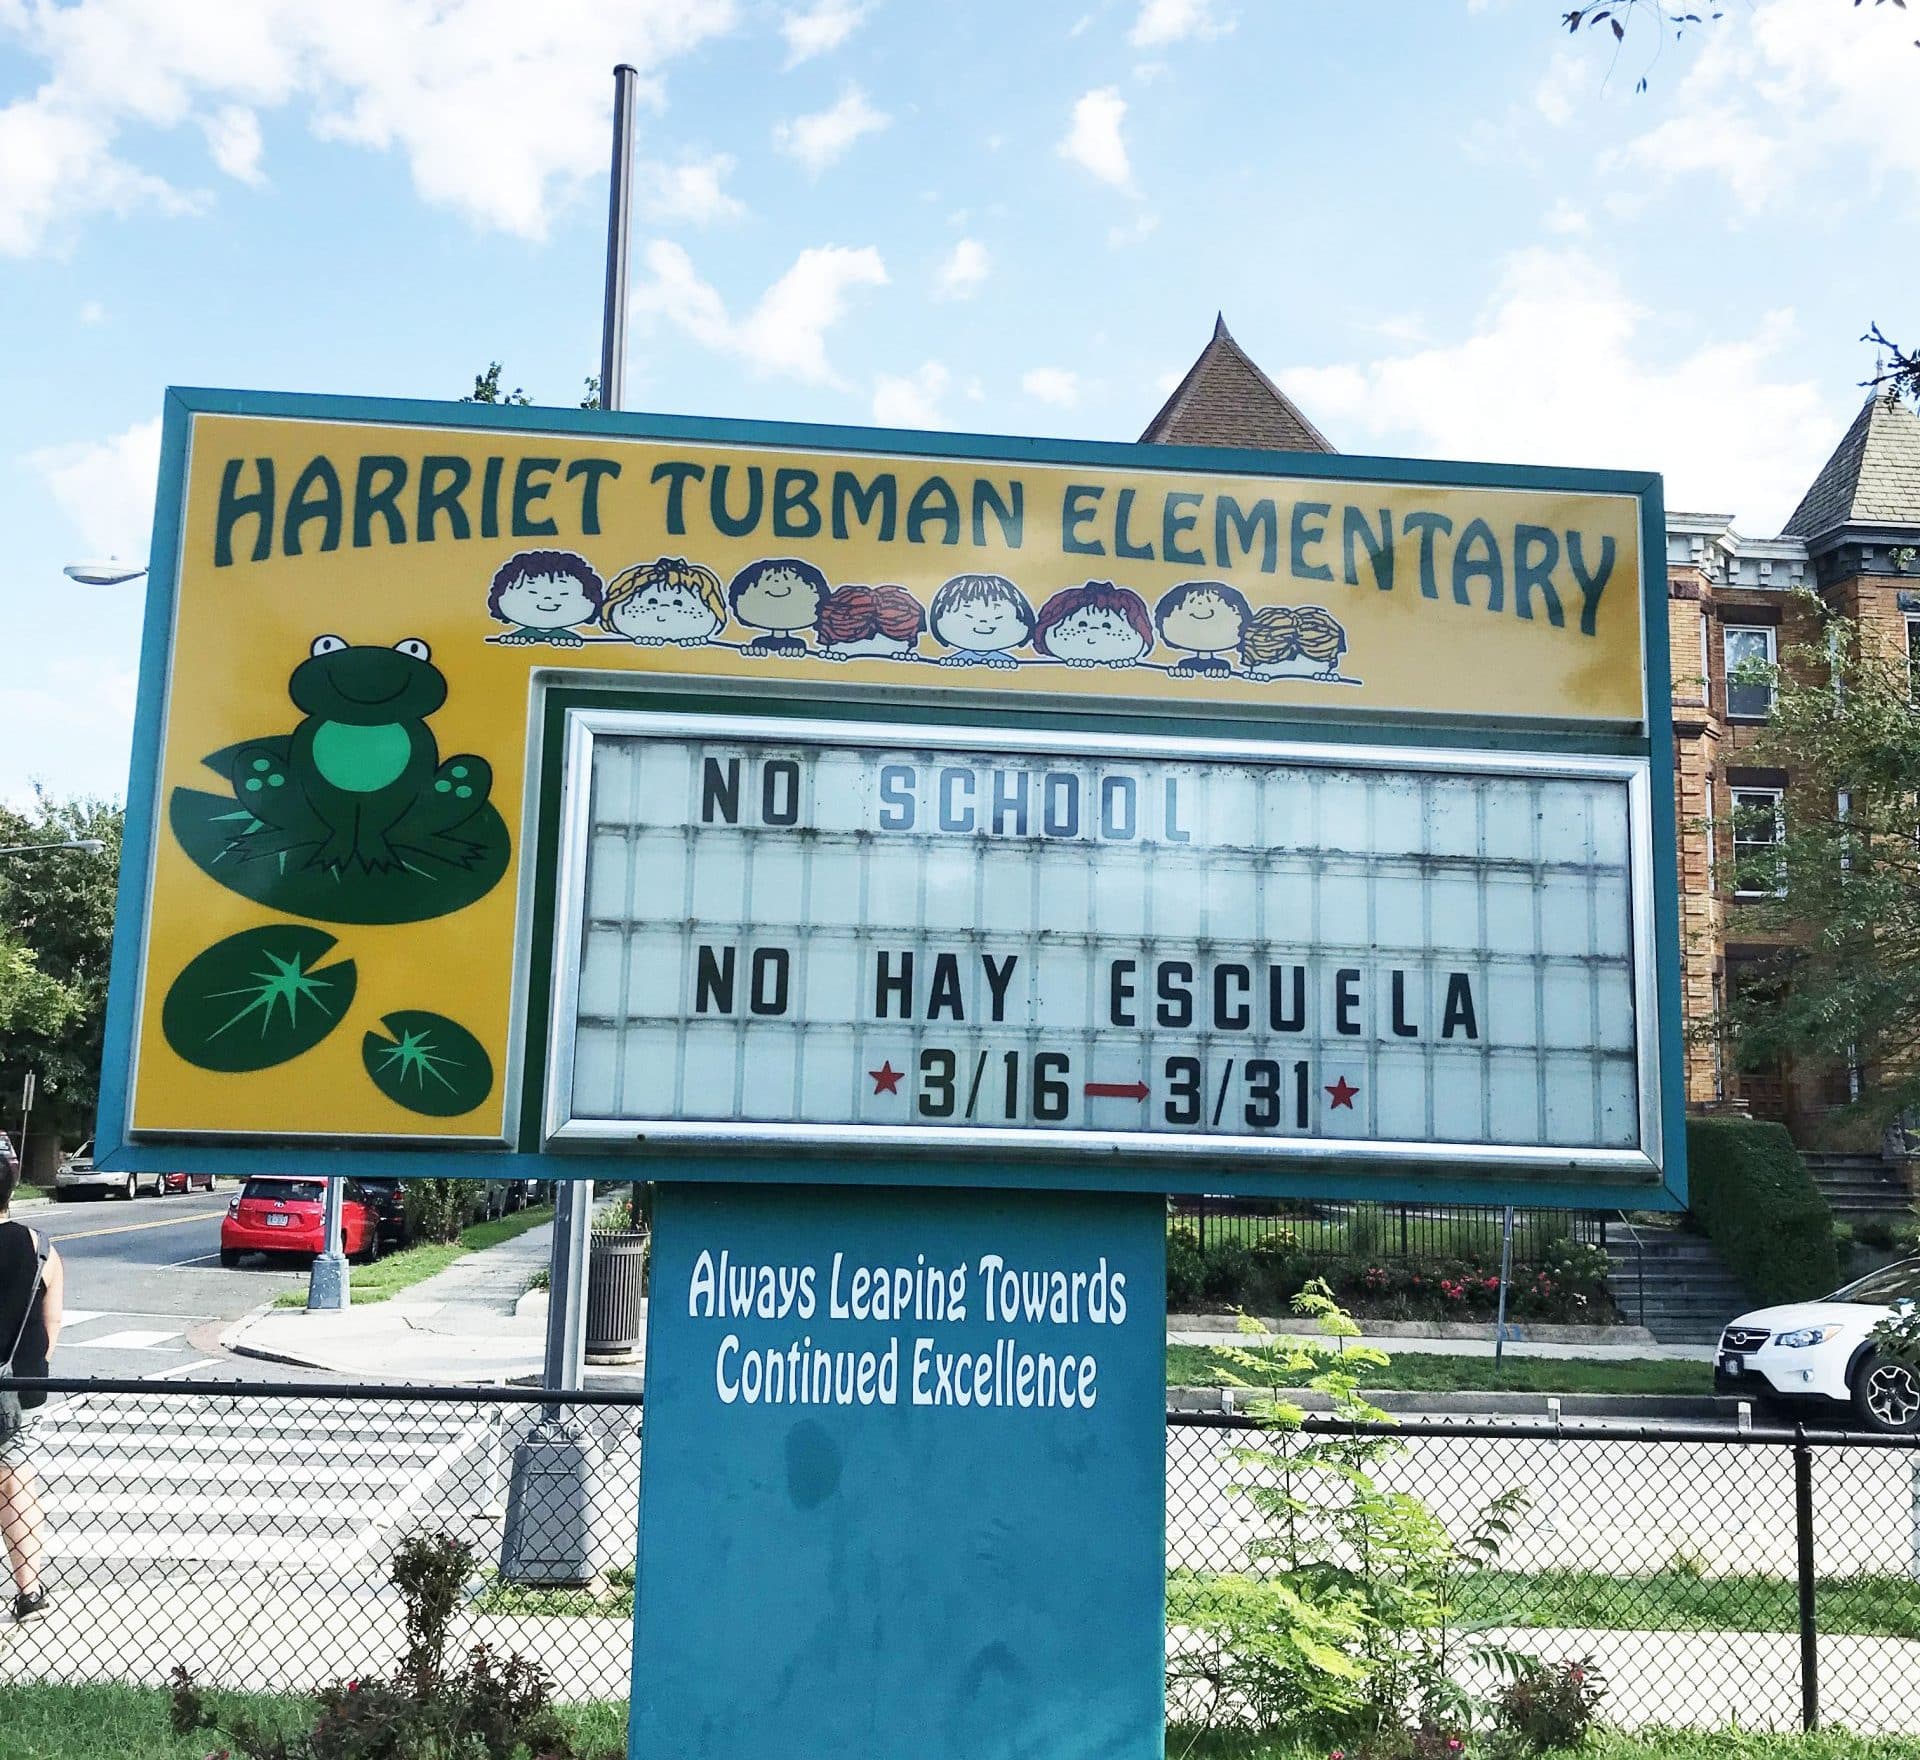 HARRIET TUBMAN ELEMENTARY
NO SCHOOL
NO HAY ESCUELA
★3/16→3/31★
Always Leaping Towards
Continued Excellence